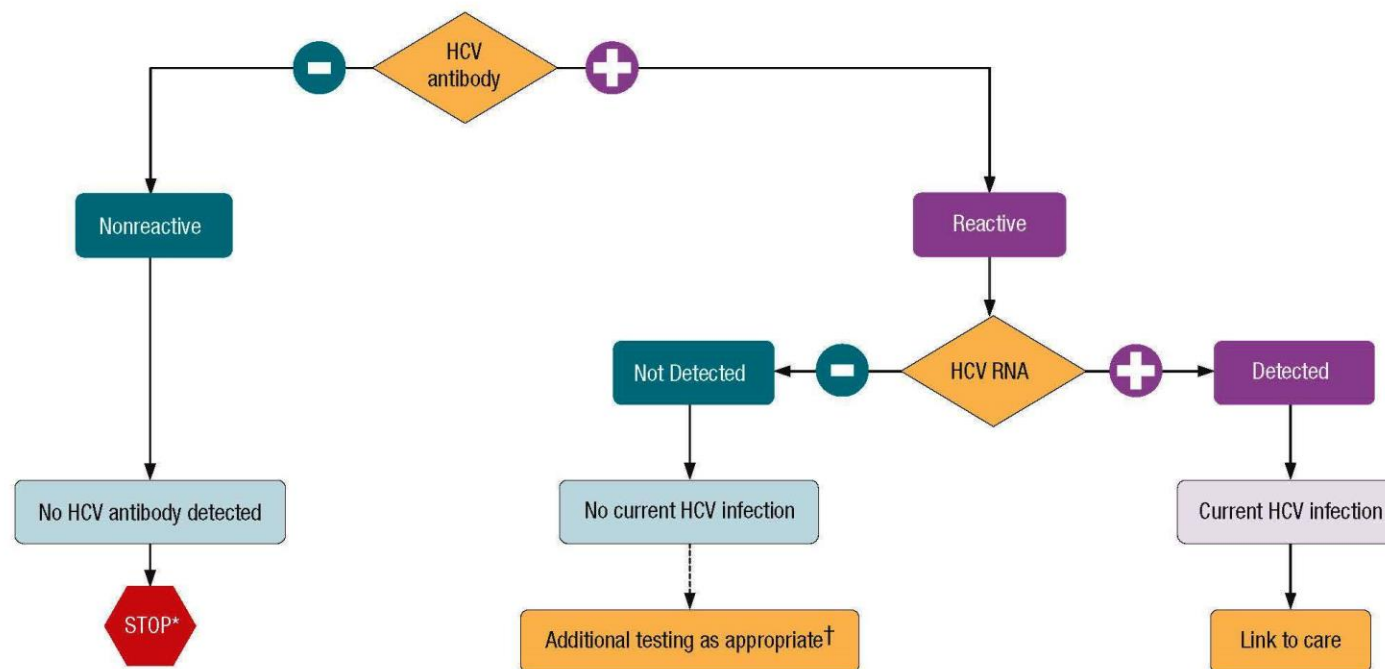 HCV
antibody
Nonreactive
Reactive
Not Detected
HCV RNA
Detected
No HCV antibody detected
No current HCV infection
Current HCV infection
STOP*
Additional testing as appropriate†
Link to care